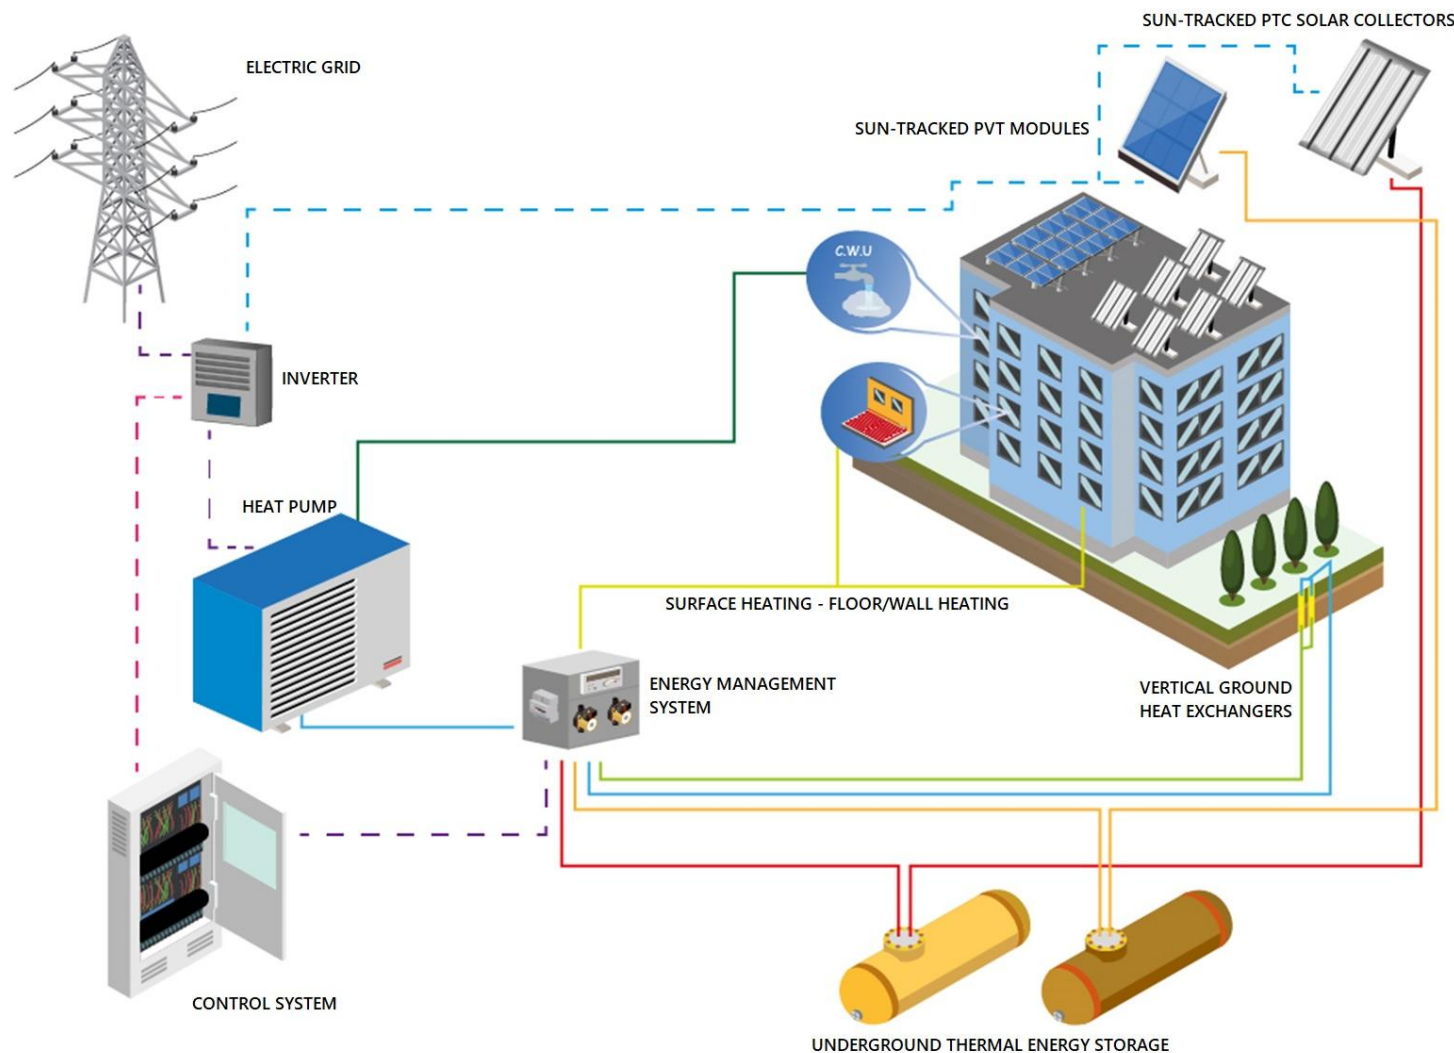 SUN-TRACKED PTC SOLAR COLLECTORS
ELECTRIC GRID
SUN-TRACKED PVT MODULES
C.W.U
INVERTER
HEAT PUMP
SURFACE HEATING - FLOOR/WALL HEATING
ENERGY MANAGEMENT
SYSTEM
VERTICAL GROUND
HEAT EXCHANGERS
CONTROL SYSTEM
UNDERGROUND THERMAL ENERGY STORAGE